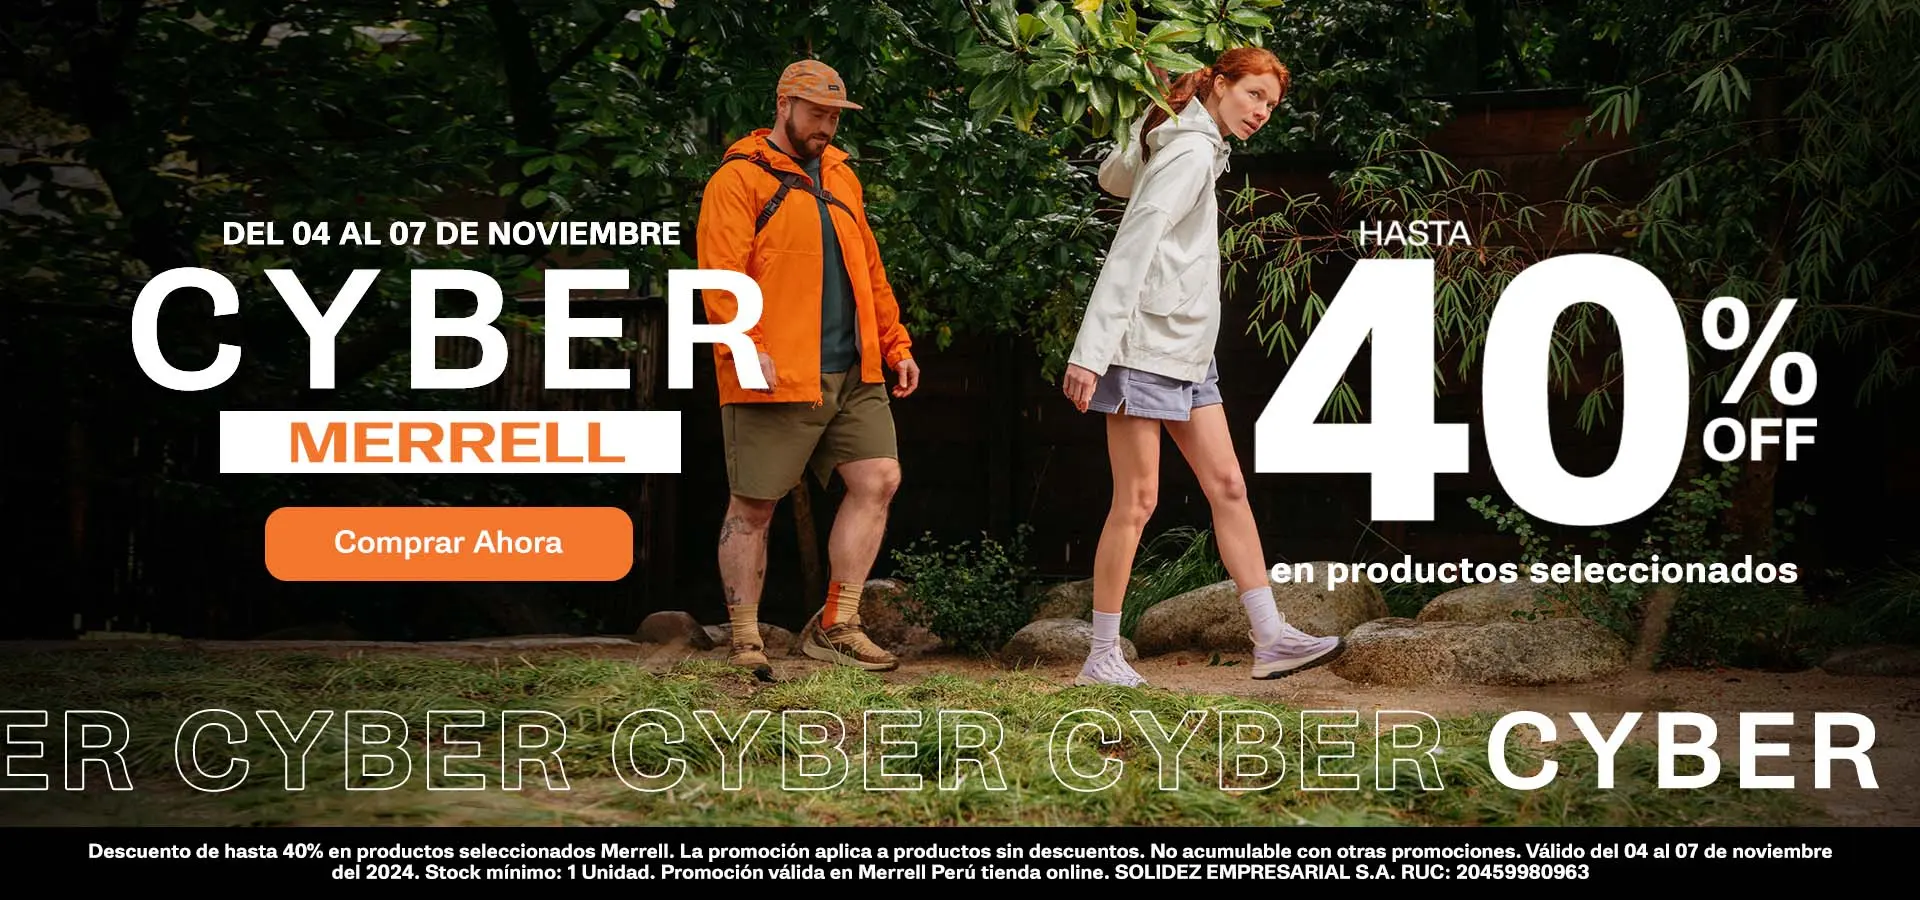 DEL 04 AL 07 DE NOVIEMBRE
CYBER
MERRELL
Comprar Ahora
HASTA
40%
OFF
en productos seleccionados
ER CYBER CYBER CYBER CYBER
Descuento de hasta 40% en productos seleccionados Merrell. La promoción aplica a productos sin descuentos. No acumulable con otras promociones. Válido del 04 al 07 de noviembre
del 2024. Stock mínimo: 1 Unidad. Promoción válida en Merrell Perú tienda online. SOLIDEZ EMPRESARIAL S.A. RUC: 20459980963